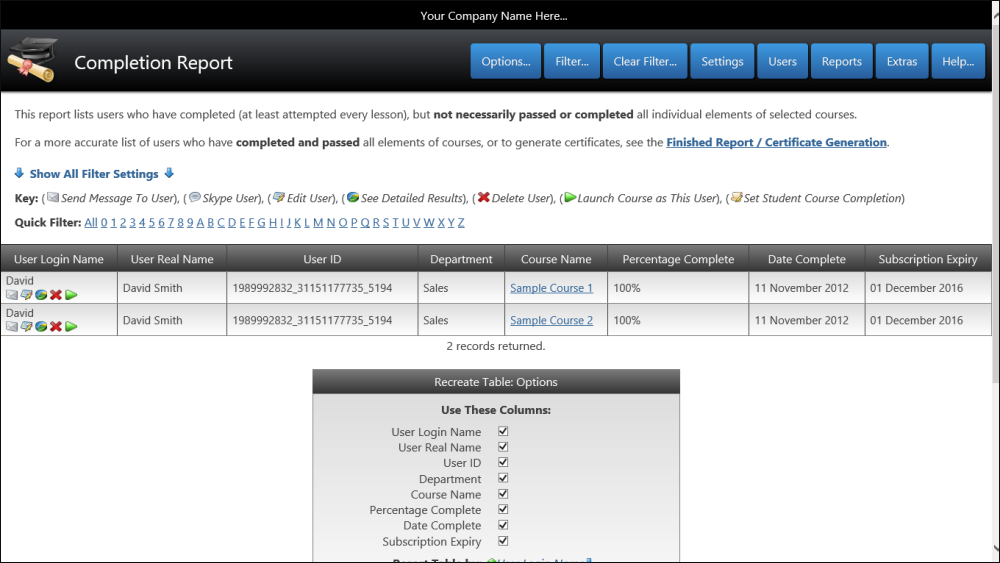 Your Company Name Here...
Completion Report
Options... Filter... Clear Filter... Settings Users Reports Extras Help...
This report lists users who have completed (at least attempted every lesson), but not necessarily passed or completed all individual elements of selected courses.
For a more accurate list of users who have completed and passed all elements of courses, or to generate certificates, see the Finished Report / Certificate Generation.
Show All Filter Settings
Key: (Send Message To User), (Skype User), (Edit User), (See Detailed Results), (Delete User), (Launch Course as This User), (Set Student Course Completion)
Quick Filter: All 0 1 2 3 4 5 6 7 8 9 A B C D E F G H I J K L M N O P Q R S T U V W X Y Z
User Login Name User Real Name User ID Department Course Name Percentage Complete Date Complete Subscription Expiry
David
David Smith 1989992832_31151177735_5194 Sales Sample Course 1 100% 11 November 2012 01 December 2016
David
David Smith 1989992832_31151177735_5194 Sales Sample Course 2 100% 11 November 2012 01 December 2016
2 records returned.
Recreate Table: Options
Use These Columns:
User Login Name
User Real Name
User ID
Department
Course Name
Percentage Complete
Date Complete
Subscription Expiry